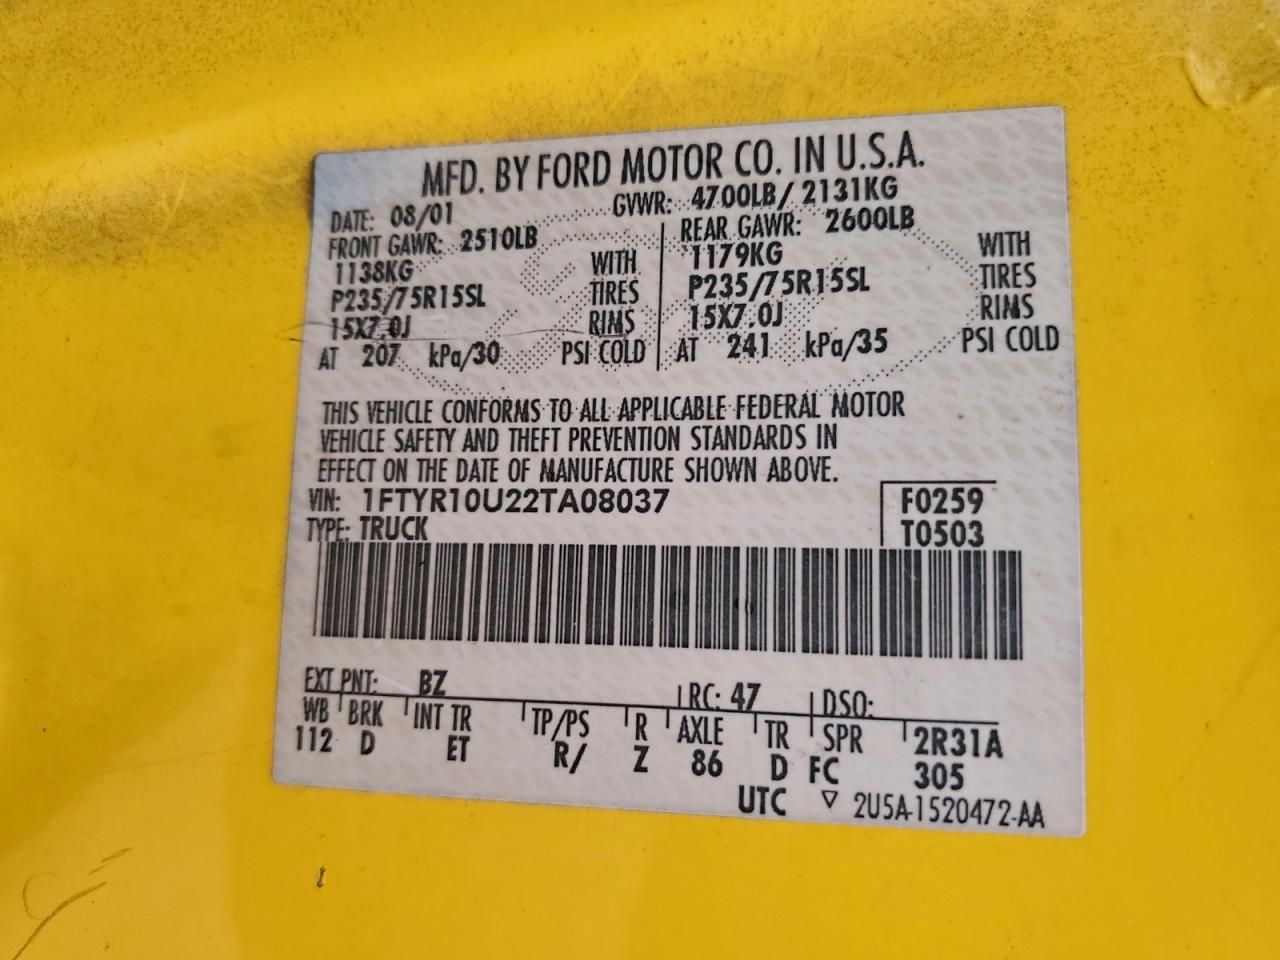 MFD. BY FORD MOTOR CO. IN U.S.A.
DATE: 08/01 GVWR: 4700LB/ 2131KG
FRONT GAWR: 2510LB REAR GAWR: 2600LB
1138KG WITH 1179KG WITH
P235/75R15SL TIRES P235/75R15SL TIRES
15X7.0J RIMS 15X7.0J RIMS
AT 207 kPa/30 PSI COLD AT 241 kPa/35 PSI COLD
THIS VEHICLE CONFORMS TO ALL APPLICABLE FEDERAL MOTOR
VEHICLE SAFETY AND THEFT PREVENTION STANDARDS IN
EFFECT ON THE DATE OF MANUFACTURE SHOWN ABOVE.
VIN: 1FTYR10U22TA08037 F0259
TYPE: TRUCK T0503
EXT PNT: BZ RC: 47 DSO:
WB BRK INT TR TP/PS R AXLE TR SPR 2R31A
112 D ET R/ Z 86 D FC 305
UTC ▽ 2U5A-1520472-AA